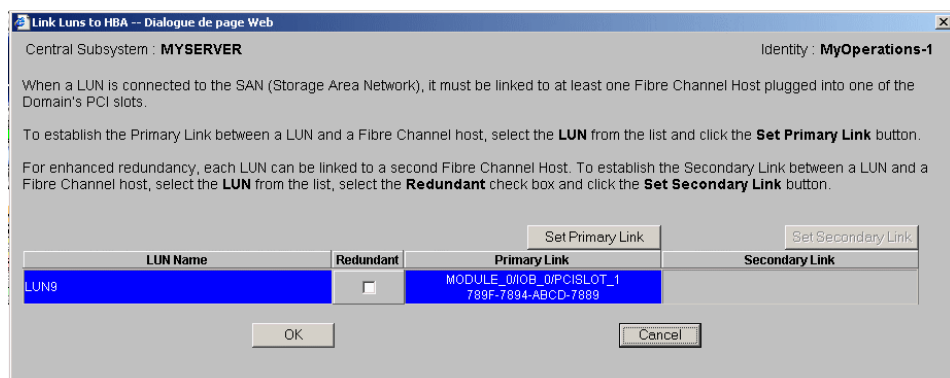 Link Luns to HBA -- Dialogue de page Web
Central Subsystem : MYSERVER
Identity : MyOperations-1
When a LUN is connected to the SAN (Storage Area Network), it must be linked to at least one Fibre Channel Host plugged into one of the
Domain's PCI slots.
To establish the Primary Link between a LUN and a Fibre Channel host, select the LUN from the list and click the Set Primary Link button.
For enhanced redundancy, each LUN can be linked to a second Fibre Channel Host. To establish the Secondary Link between a LUN and a
Fibre Channel host, select the LUN from the list, select the Redundant check box and click the Set Secondary Link button.
Set Primary Link
Set Secondary Link
LUN Name
Redundant
Primary Link
Secondary Link
LUN9
MODULE_0/IOB_0/PCISLOT_1
789F-7894-ABCD-7889
OK
Cancel